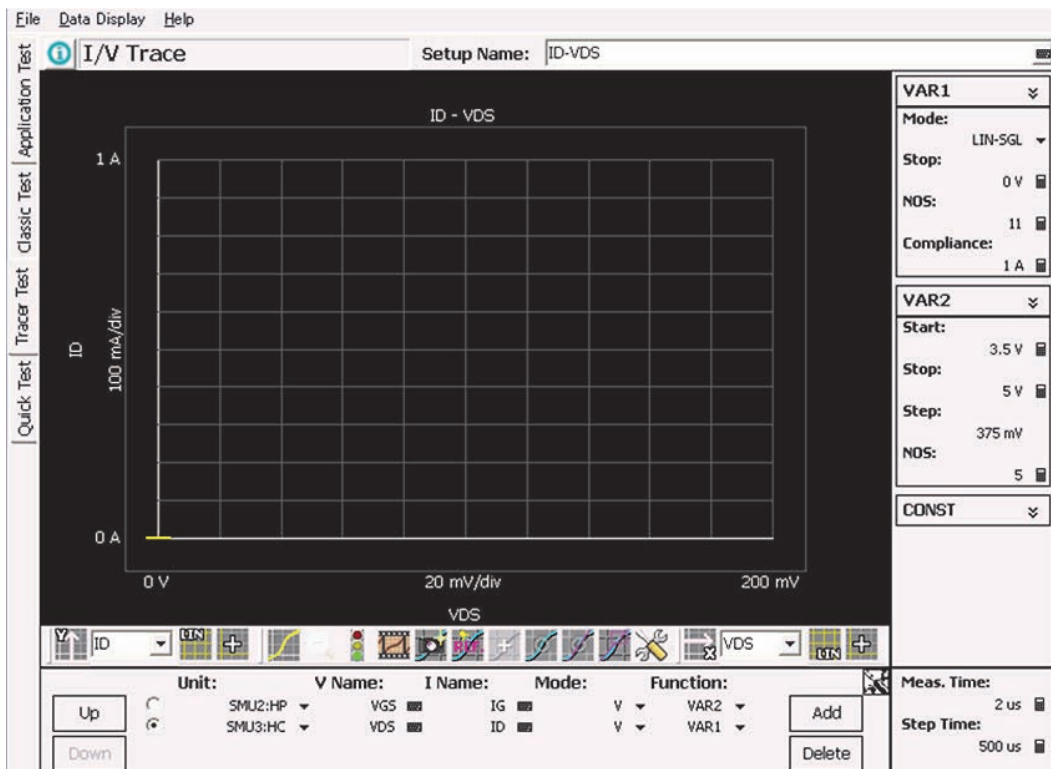 File Data Display Help
I/V Trace Setup Name: ID-VDS
Application Test
Classic Test
Tracer Test
Quick Test
ID - VDS
1 A
ID
100 mA/div
0 A
0 V 20 mV/div 200 mV
VDS
VAR1
Mode:
LIN-SGL
Stop:
0 V
NOS:
11
Compliance:
1 A
VAR2
Start:
3.5 V
Stop:
5 V
Step:
375 mV
NOS:
5
CONST
Y ID LIN REF. X VDS LIN
Unit: V Name: I Name: Mode: Function:
Up SMU2:HP VGS IG V VAR2 Add
SMU3:HC VDS ID V VAR1
Down Delete
Meas. Time:
2 us
Step Time:
500 us